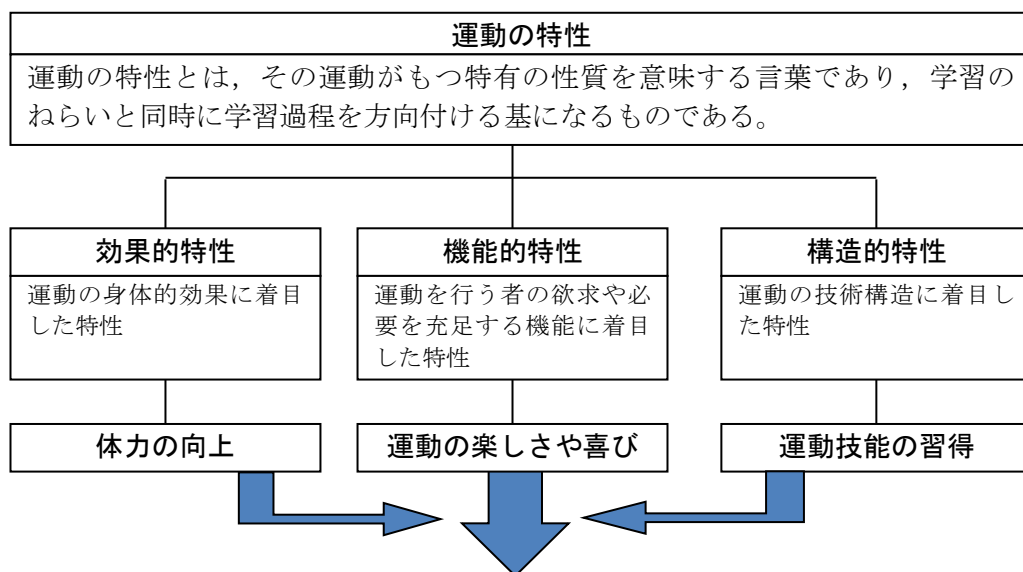 運動の特性
運動の特性とは，その運動がもつ特有の性質を意味する言葉であり，学習の
ねらいと同時に学習過程を方向付ける基になるものである。
効果的特性
運動の身体的効果に着目
した特性
機能的特性
運動を行う者の欲求や必
要を充足する機能に着目
した特性
構造的特性
運動の技術構造に着目し
た特性
体力の向上
運動の楽しさや喜び
運動技能の習得